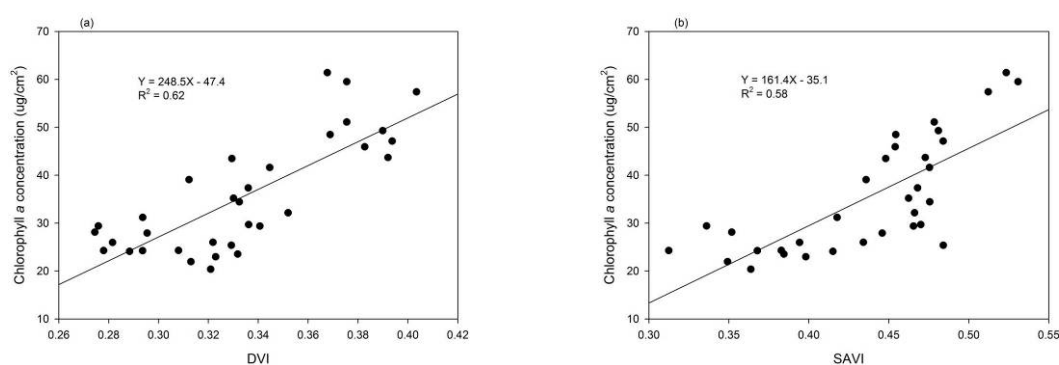 (a)
Chlorophyll a concentration (ug/cm²)
70
60
50
40
30
20
10
Y = 248.5X - 47.4
R² = 0.62
0.26 0.28 0.30 0.32 0.34 0.36 0.38 0.40 0.42
DVI
(b)
Chlorophyll a concentration (ug/cm²)
70
60
50
40
30
20
10
Y = 161.4X - 35.1
R² = 0.58
0.30 0.35 0.40 0.45 0.50 0.55
SAVI